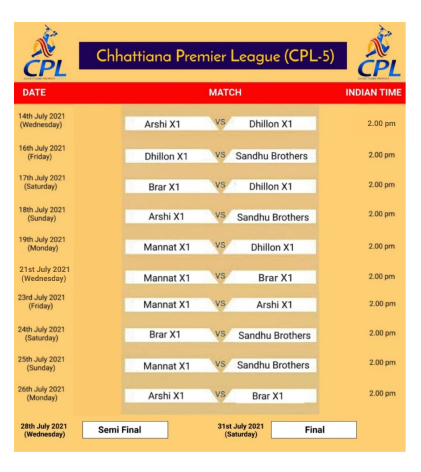 CPL
Chhattiana Premier League (CPL-5)
CPL
DATE MATCH INDIAN TIME
14th July 2021
(Wednesday)
Arshi X1 VS Dhillon X1 2.00 pm
16th July 2021
(Friday)
Dhillon X1 VS Sandhu Brothers 2.00 pm
17th July 2021
(Saturday)
Brar X1 VS Dhillon X1 2.00 pm
18th July 2021
(Sunday)
Arshi X1 VS Sandhu Brothers 2.00 pm
19th July 2021
(Monday)
Mannat X1 VS Dhillon X1 2.00 pm
21st July 2021
(Wednesday)
Mannat X1 VS Brar X1 2.00 pm
23rd July 2021
(Friday)
Mannat X1 VS Arshi X1 2.00 pm
24th July 2021
(Saturday)
Brar X1 VS Sandhu Brothers 2.00 pm
25th July 2021
(Sunday)
Mannat X1 VS Sandhu Brothers 2.00 pm
26th July 2021
(Monday)
Arshi X1 VS Brar X1 2.00 pm
28th July 2021
(Wednesday)
Semi Final
31st July 2021
(Saturday)
Final